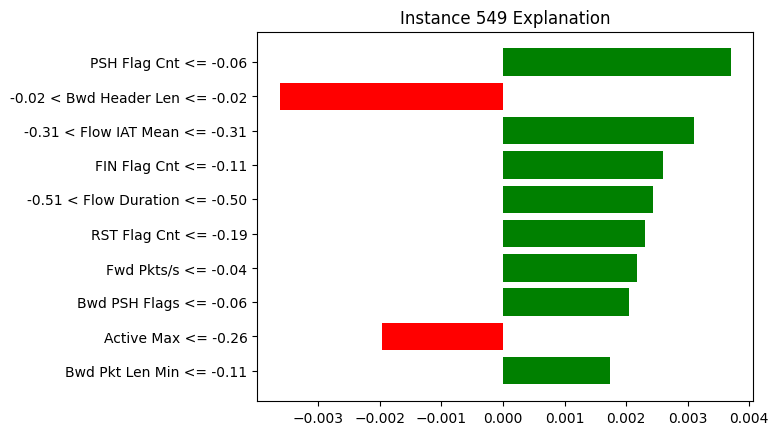 Instance 549 Explanation
PSH Flag Cnt <= -0.06
-0.02 < Bwd Header Len <= -0.02
-0.31 < Flow IAT Mean <= -0.31
FIN Flag Cnt <= -0.11
-0.51 < Flow Duration <= -0.50
RST Flag Cnt <= -0.19
Fwd Pkts/s <= -0.04
Bwd PSH Flags <= -0.06
Active Max <= -0.26
Bwd Pkt Len Min <= -0.11
−0.003 −0.002 −0.001 0.000 0.001 0.002 0.003 0.004